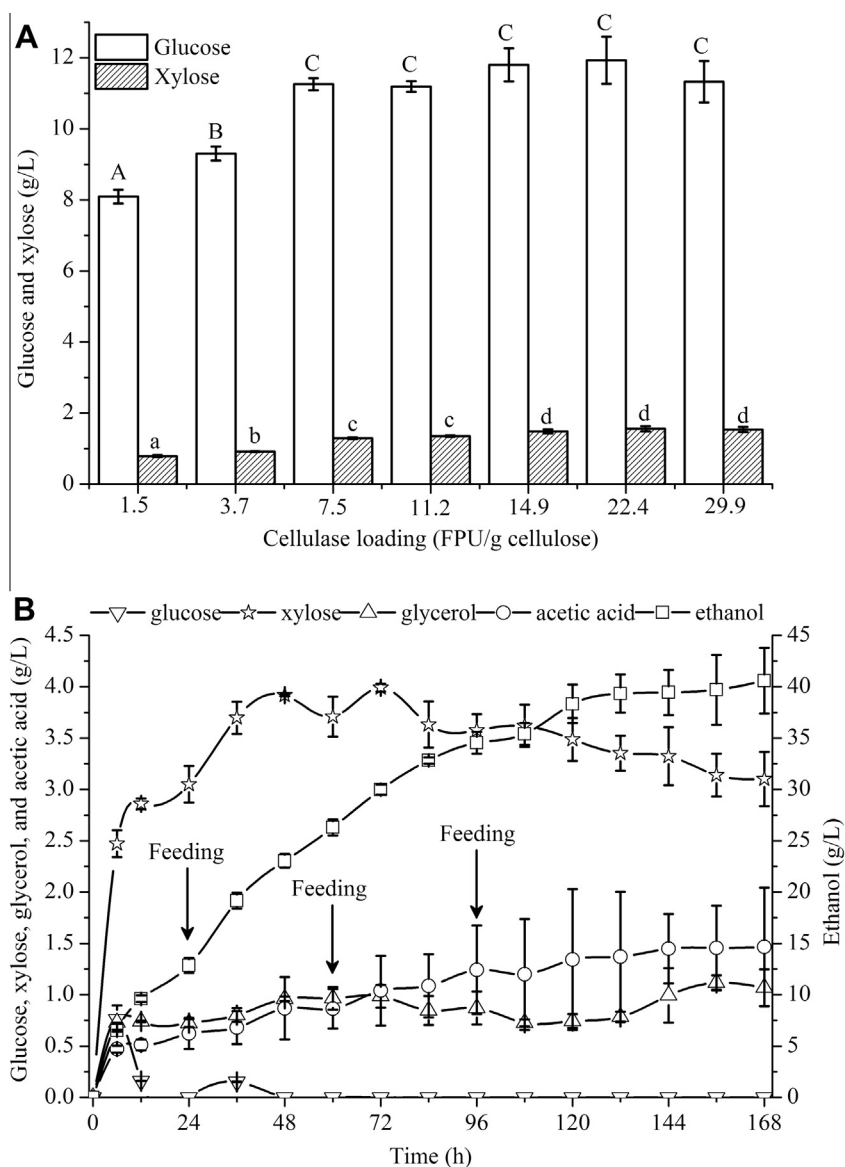 A
Glucose
Xylose
Glucose and xylose (g/L)
12
10
8
6
4
2
0
A
B
C
C
C
C
C
a
b
c
c
d
d
d
1.5 3.7 7.5 11.2 14.9 22.4 29.9
Cellulase loading (FPU/g cellulose)
B
glucose xylose glycerol acetic acid ethanol
Glucose, xylose, glycerol, and acetic acid (g/L)
4.5
4.0
3.5
3.0
2.5
2.0
1.5
1.0
0.5
0.0
Feeding
Feeding
Feeding
45
40
35
30
25
20
15
10
5
0
Ethanol (g/L)
0 24 48 72 96 120 144 168
Time (h)